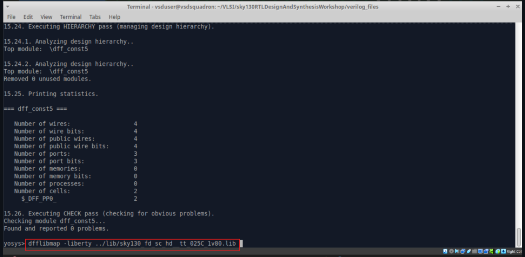 Terminal - vsduser@vsdsquadron: ~/VLSI/sky130RTLDesignAndSynthesisWorkshop/verilog_files
File Edit View Terminal Tabs Help
15.24. Executing HIERARCHY pass (managing design hierarchy).
15.24.1. Analyzing design hierarchy..
Top module:  \dff_const5
15.24.2. Analyzing design hierarchy..
Top module:  \dff_const5
Removed 0 unused modules.
15.25. Printing statistics.
=== dff_const5 ===
Number of wires: 4
Number of wire bits: 4
Number of public wires: 4
Number of public wire bits: 4
Number of ports: 3
Number of port bits: 3
Number of memories: 0
Number of memory bits: 0
Number of processes: 0
Number of cells: 2
$_DFF_PP0_ 2
15.26. Executing CHECK pass (checking for obvious problems).
Checking module dff_const5...
Found and reported 0 problems.
yosys> dfflibmap -liberty ../lib/sky130_fd_sc_hd__tt_025C_1v80.lib
Right Ctrl